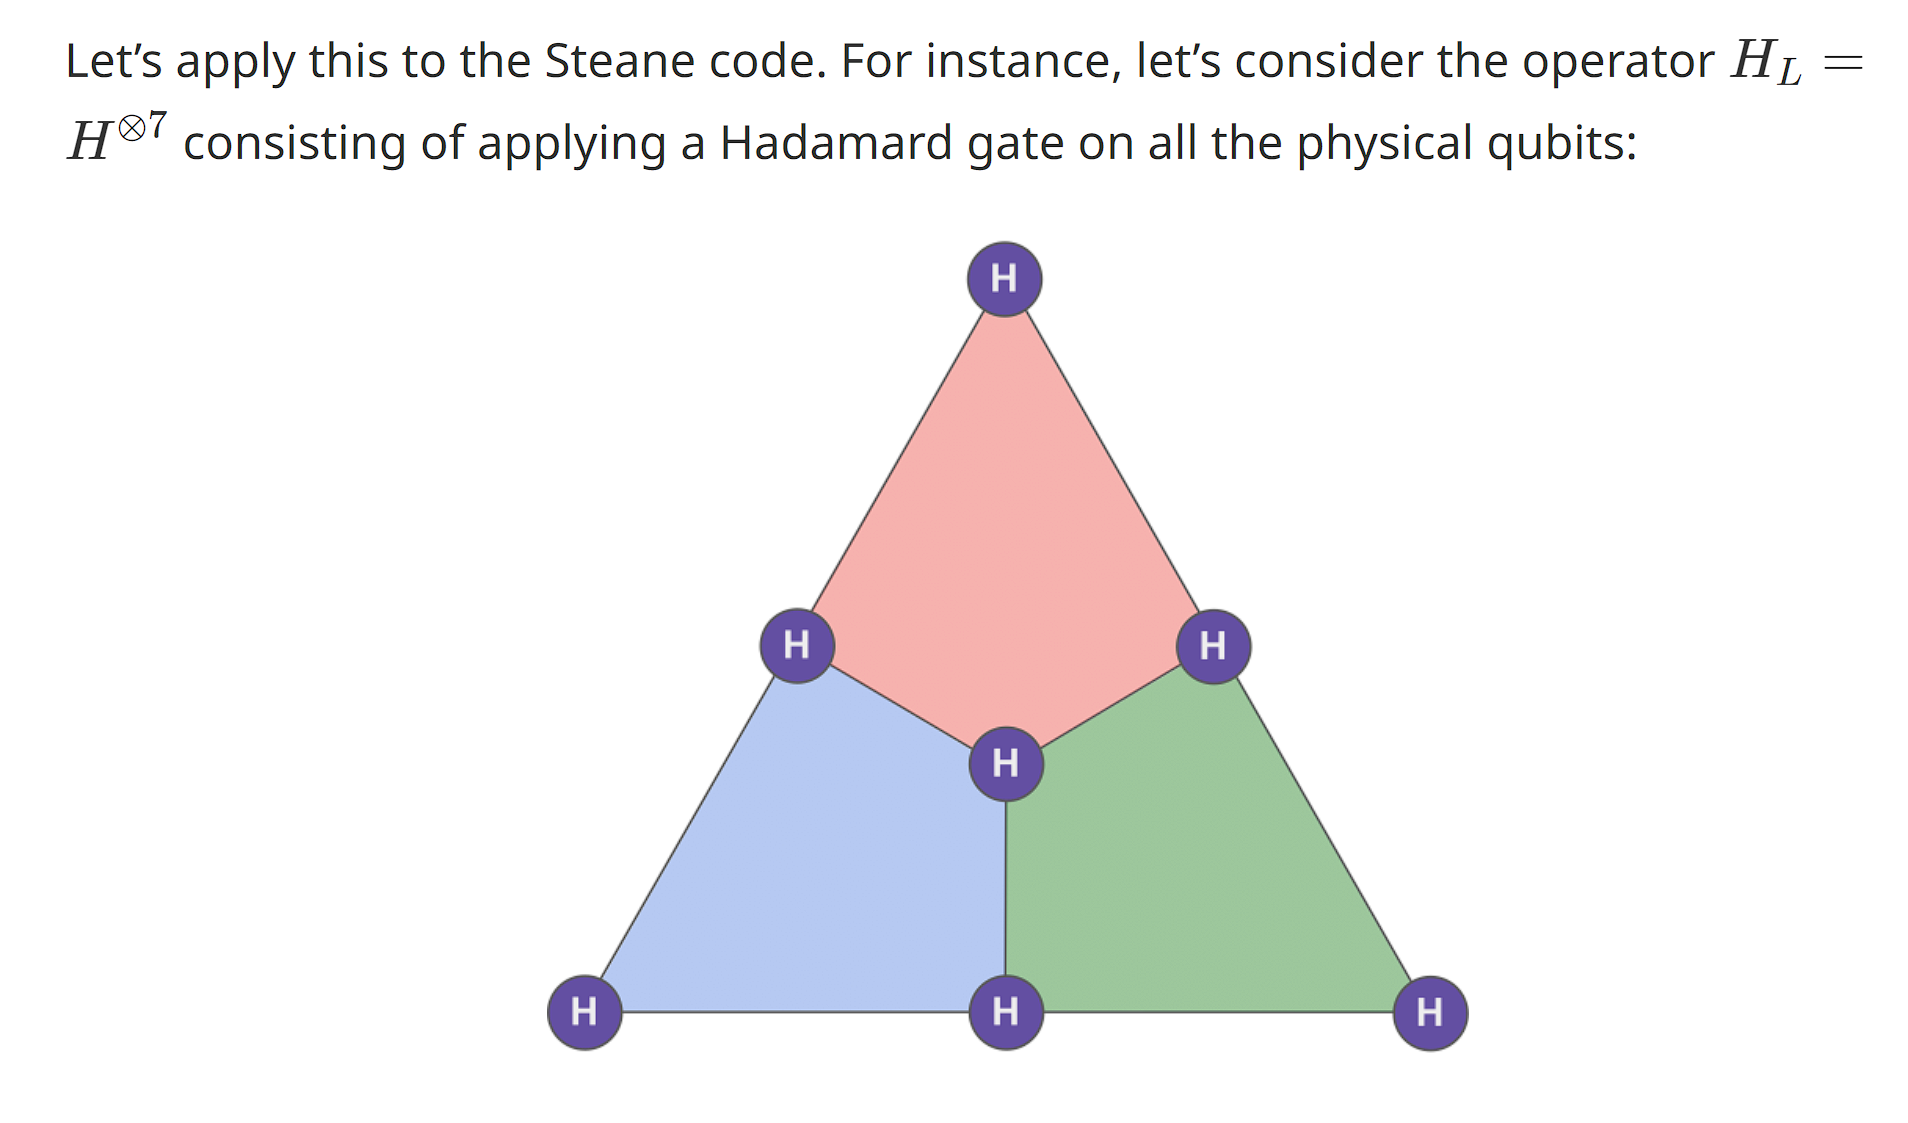 Let’s apply this to the Steane code. For instance, let’s consider the operator $H_L =$
$H^{\otimes 7}$ consisting of applying a Hadamard gate on all the physical qubits:
H
H
H
H
H
H
H